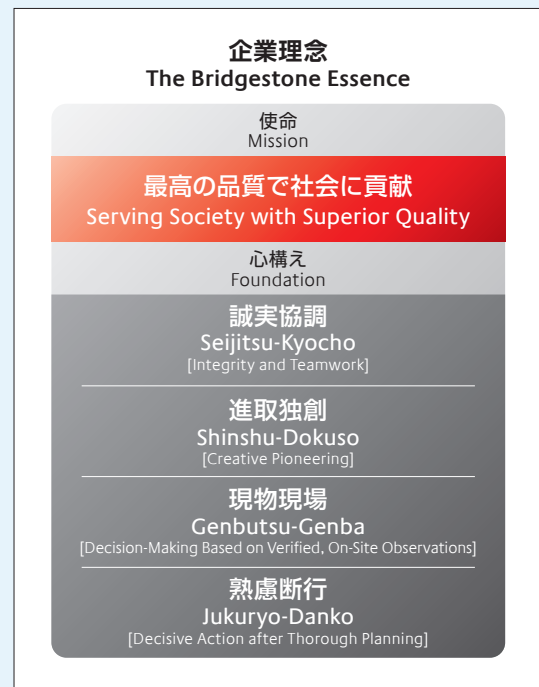 企業理念
The Bridgestone Essence
使命
Mission
最高の品質で社会に貢献
Serving Society with Superior Quality
心構え
Foundation
誠実協調
Seijitsu-Kyocho
[Integrity and Teamwork]
進取独創
Shinshu-Dokuso
[Creative Pioneering]
現物現場
Genbutsu-Genba
[Decision-Making Based on Verified, On-Site Observations]
熟慮断行
Jukuryo-Danko
[Decisive Action after Thorough Planning]